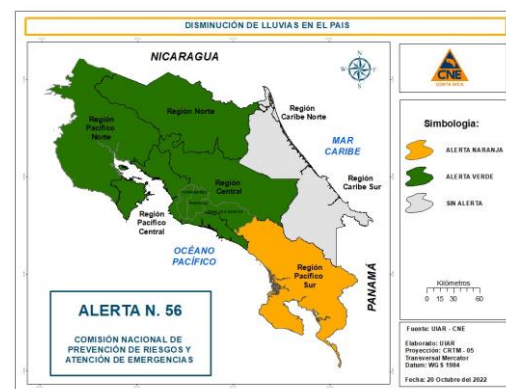 DISMINUCIÓN DE LLUVIAS EN EL PAIS
NICARAGUA
Región Norte
Región
Caribe Norte
Región
Pacífico
Norte
MAR
CARIBE
Región
Caribe Sur
Región
Central
Región
Pacífico
Central
OCÉANO
PACÍFICO
Región
Pacífico
Sur
PANAMÁ
ALERTA N. 56
COMISIÓN NACIONAL DE
PREVENCIÓN DE RIESGOS Y
ATENCIÓN DE EMERGENCIAS
CNE
COSTA RICA
Simbología:
ALERTA NARANJA
ALERTA VERDE
SIN ALERTA
Kilómetros
0 15 30 60
Fuente: UIAR - CNE
Elaborado: UIAR
Proyección: CRTM - 05
Transversal Mercator
Datum: WG S 1984
Fecha: 20 Octubre del 2022